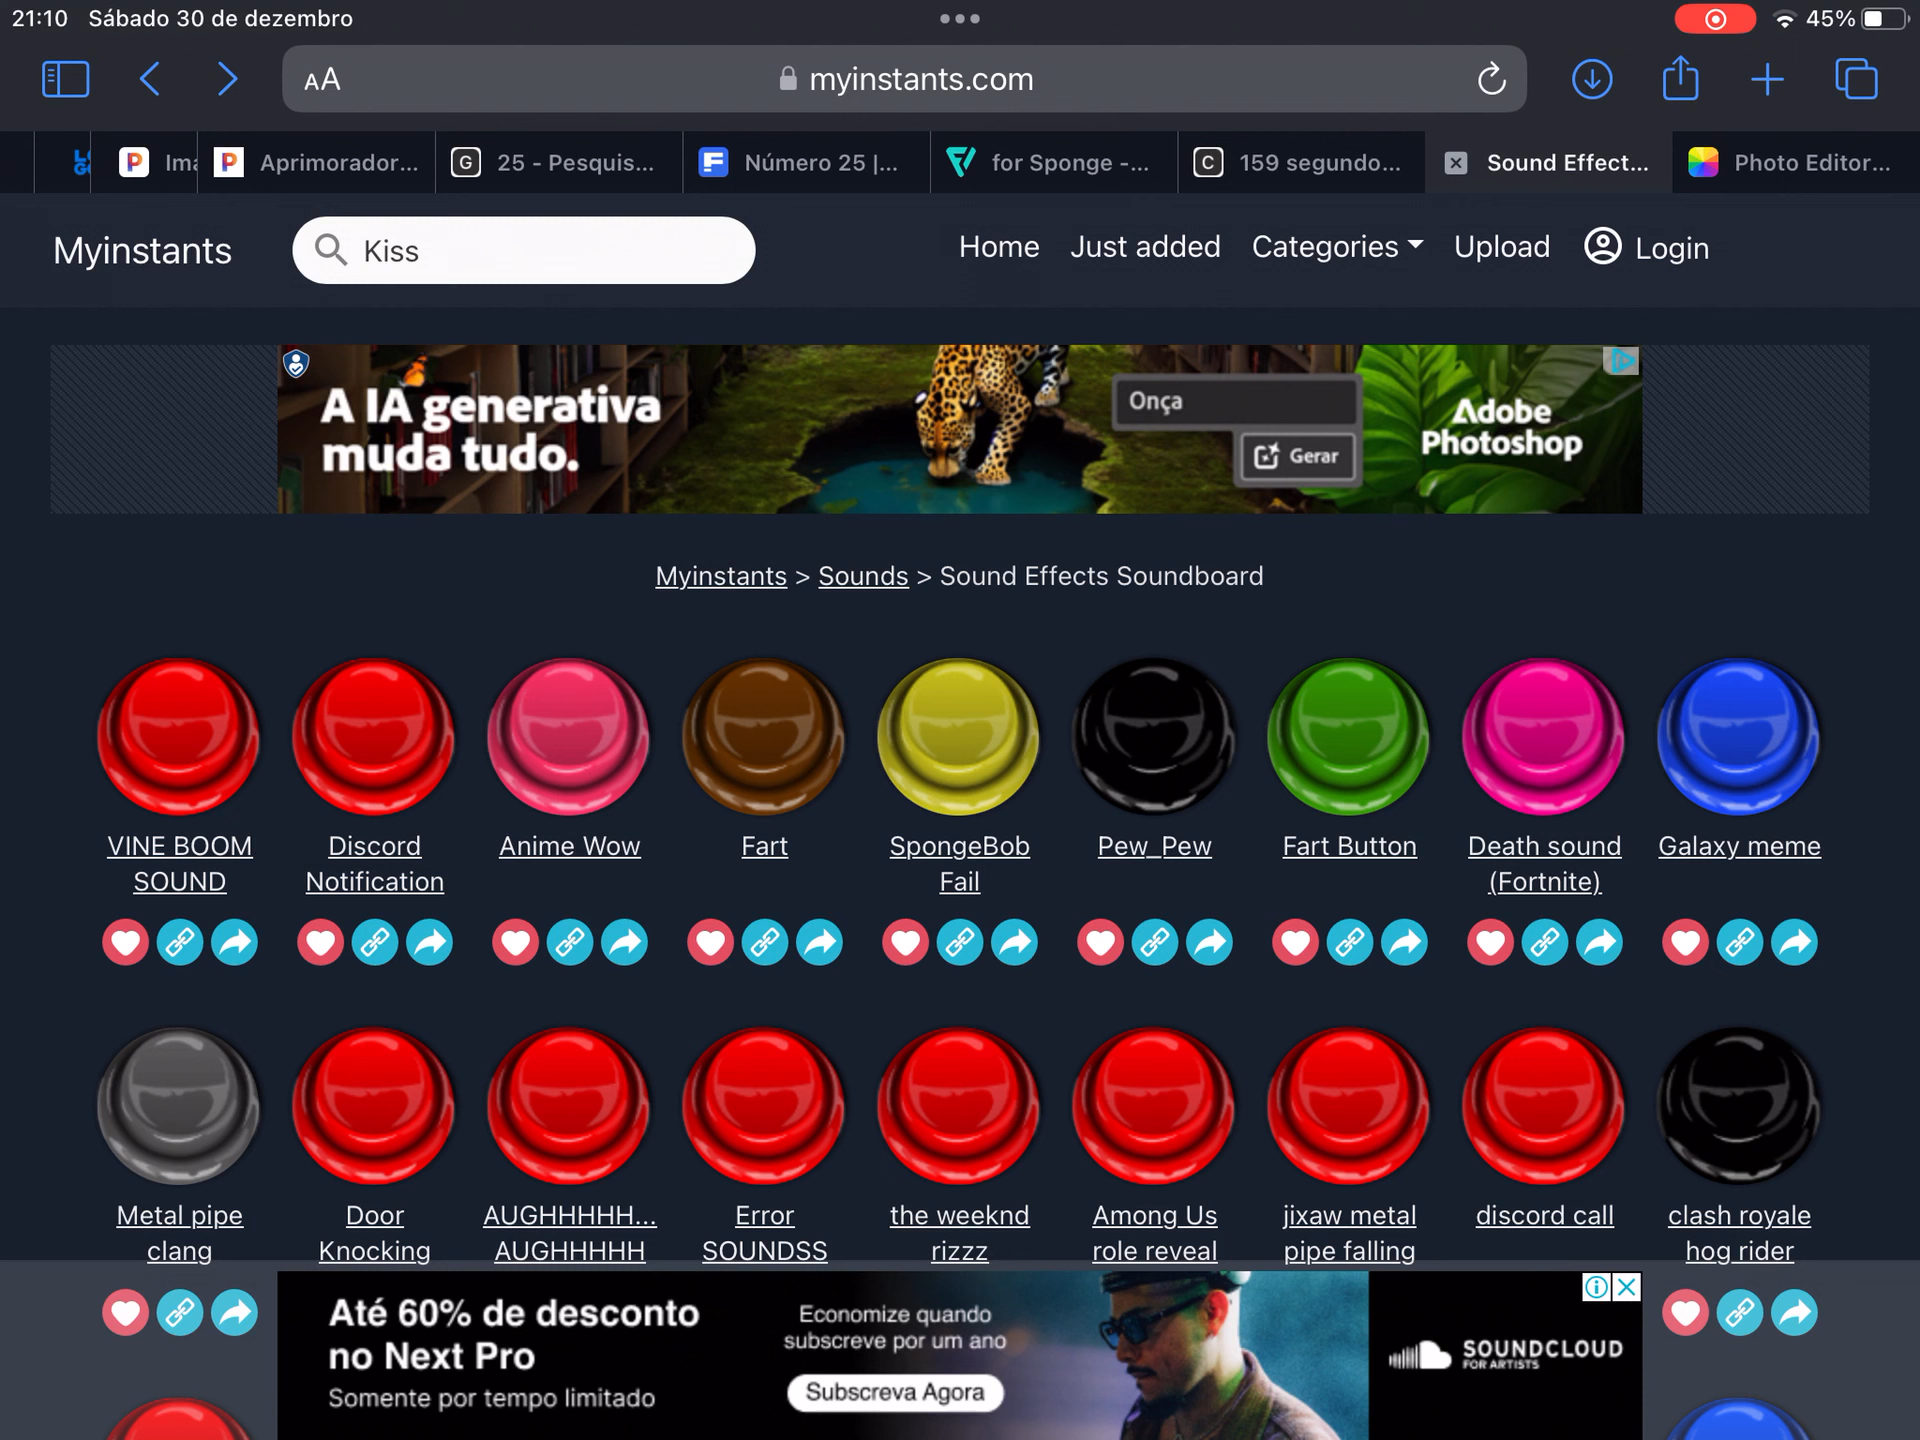 21:10 Sábado 30 de dezembro
45%
AA
myinstants.com
Ima
Aprimorador...
25 - Pesquis...
Número 25 |...
for Sponge -...
159 segundo...
Sound Effect...
Photo Editor...
Myinstants
Kiss
Home
Just added
Categories
Upload
Login
A IA generativa
muda tudo.
Onça
Gerar
Adobe
Photoshop
Myinstants > Sounds > Sound Effects Soundboard
VINE BOOM
SOUND
Discord
Notification
Anime Wow
Fart
SpongeBob
Fail
Pew_Pew
Fart Button
Death sound
(Fortnite)
Galaxy meme
Metal pipe
clang
Door
Knocking
AUGHHHHH...
AUGHHHHH
Error
SOUNDSS
the weeknd
rizzz
Among Us
role reveal
jixaw metal
pipe falling
discord call
clash royale
hog rider
Até 60% de desconto
no Next Pro
Somente por tempo limitado
Economize quando
subscreve por um ano
Subscreva Agora
SOUNDCLOUD
FOR ARTISTS